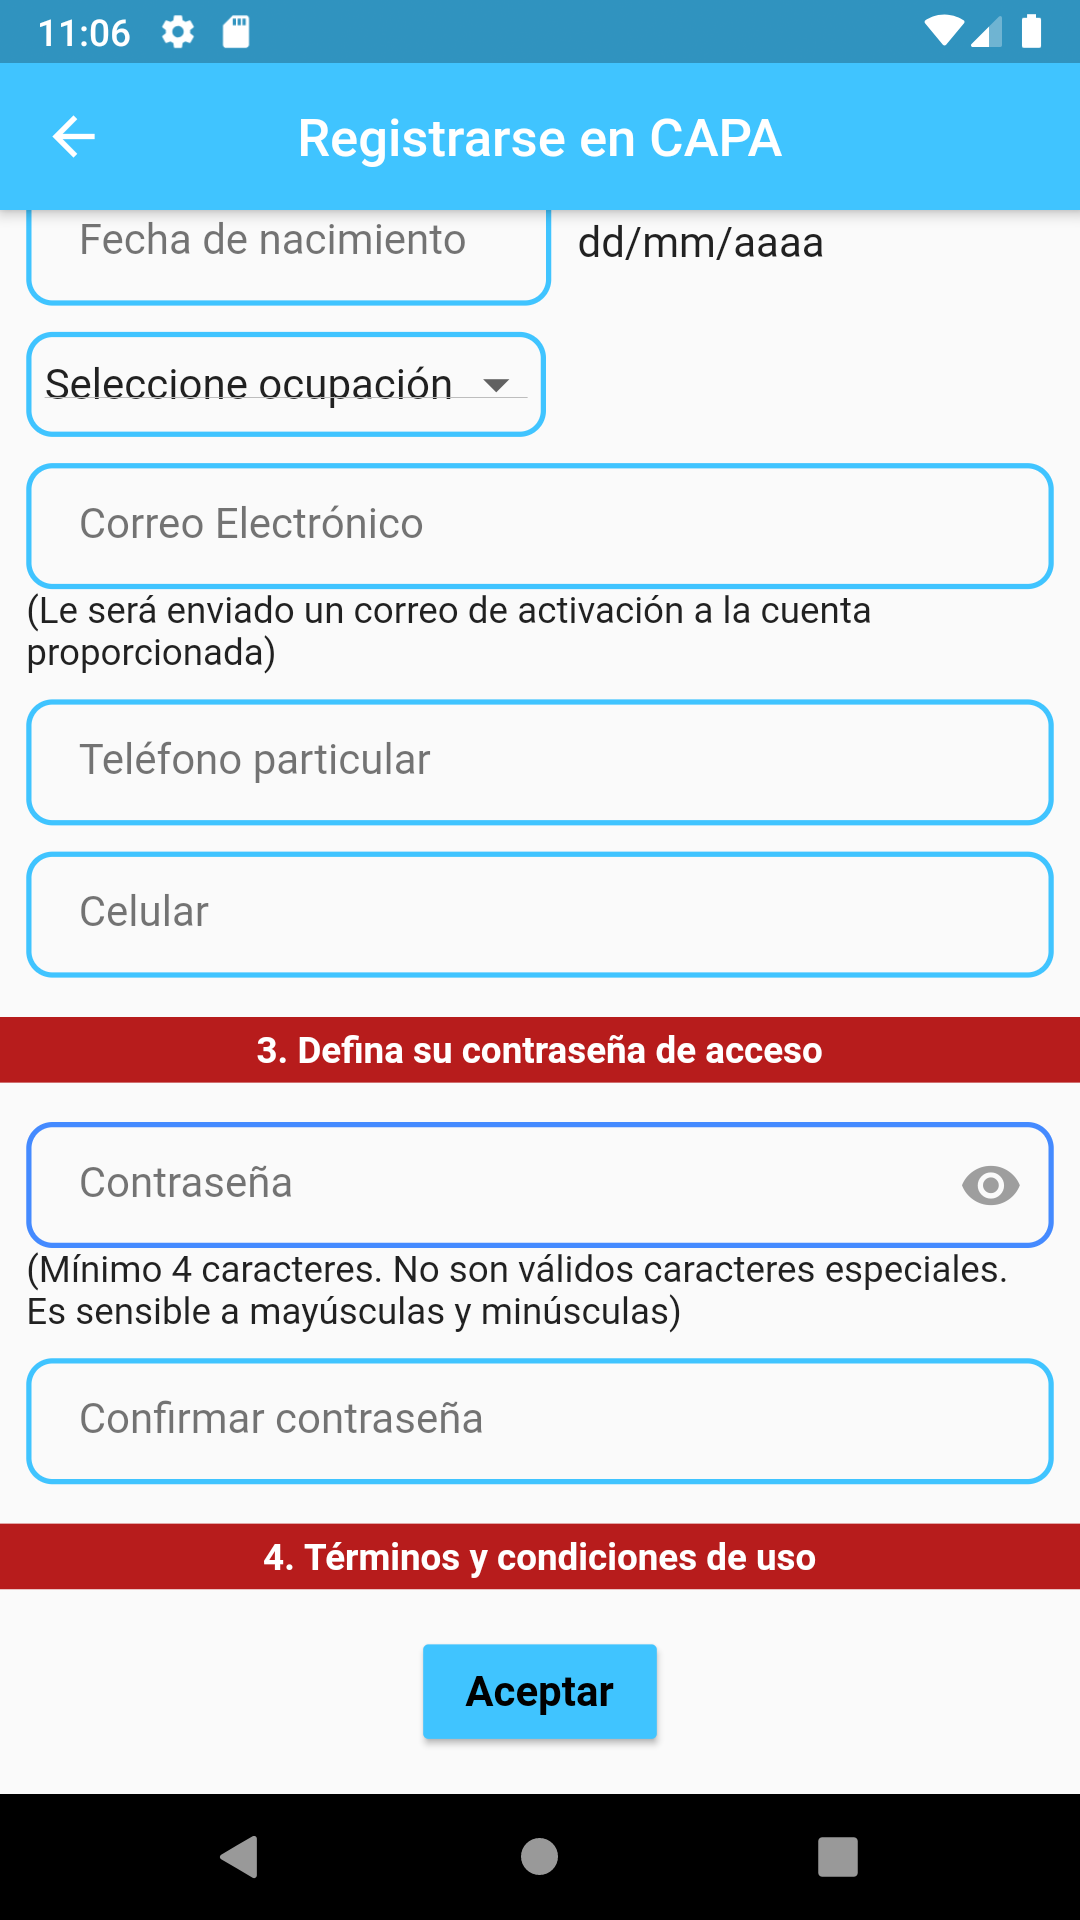 11:06
Registrarse en CAPA
Fecha de nacimiento
dd/mm/aaaa
Seleccione ocupación
Correo Electrónico
(Le será enviado un correo de activación a la cuenta
proporcionada)
Teléfono particular
Celular
3. Defina su contraseña de acceso
Contraseña
(Mínimo 4 caracteres. No son válidos caracteres especiales.
Es sensible a mayúsculas y minúsculas)
Confirmar contraseña
4. Términos y condiciones de uso
Aceptar